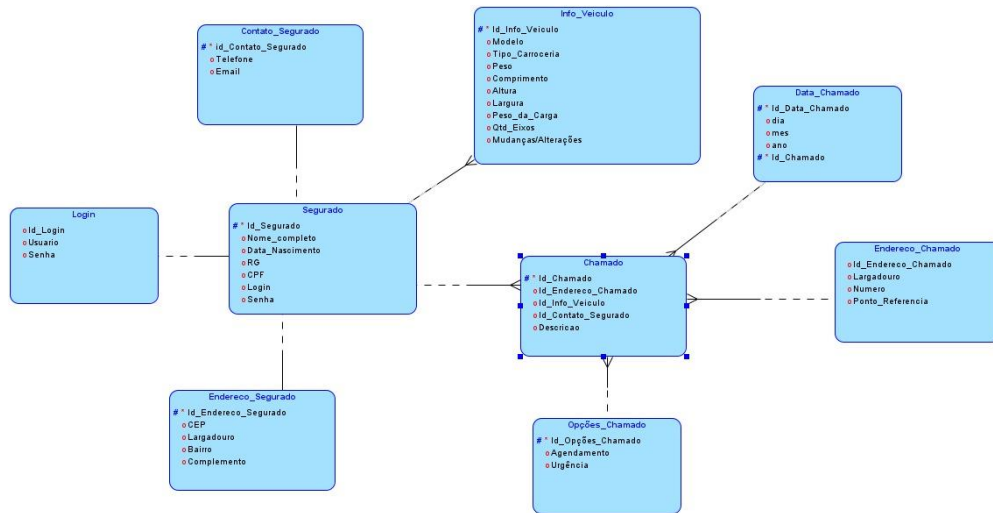 Contato_Segurado
# * id_Contato_Segurado
o Telefone
o Email
Info_Veiculo
# * Id_Info_Veiculo
o Modelo
o Tipo_Carroceria
o Peso
o Comprimento
o Altura
o Largura
o Peso_da_Carga
o Qtd_Eixos
o Mudanças/Alterações
Data_Chamado
# * Id_Data_Chamado
o dia
o mes
o ano
# * Id_Chamado
Login
o Id_Login
o Usuario
o Senha
Segurado
# * Id_Segurado
o Nome_completo
o Data_Nascimento
o RG
o CPF
o Login
o Senha
Chamado
# * Id_Chamado
o Id_Endereco_Chamado
o Id_Info_Veiculo
o Id_Contato_Segurado
o Descricao
Endereco_Chamado
o Id_Endereco_Chamado
o Largadouro
o Numero
o Ponto_Referencia
Endereco_Segurado
# * Id_Endereco_Segurado
o CEP
o Largadouro
o Bairro
o Complemento
Opções_Chamado
# * Id_Opções_Chamado
o Agendamento
o Urgência